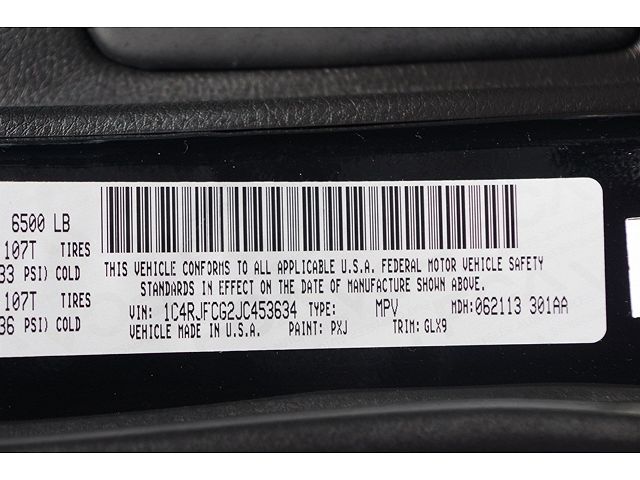 6500 LB
107T TIRES
33 PSI) COLD
107T TIRES
36 PSI) COLD
THIS VEHICLE CONFORMS TO ALL APPLICABLE U.S.A. FEDERAL MOTOR VEHICLE SAFETY
STANDARDS IN EFFECT ON THE DATE OF MANUFACTURE SHOWN ABOVE.
VIN: 1C4RJFCG2JC453634 TYPE: MPV MDH: 062113 301AA
VEHICLE MADE IN U.S.A. PAINT: PXJ TRIM: GLX9